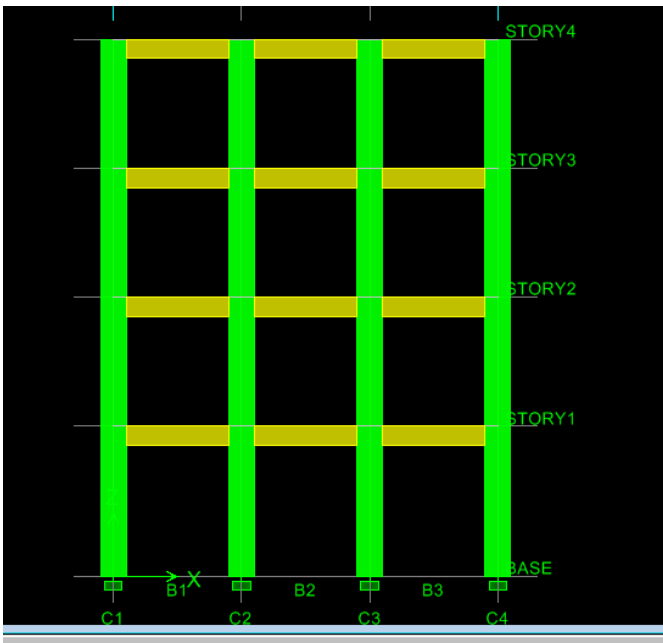 STORY4
STORY3
STORY2
STORY1
Z
BASE
X
B1 B2 B3
C1 C2 C3 C4